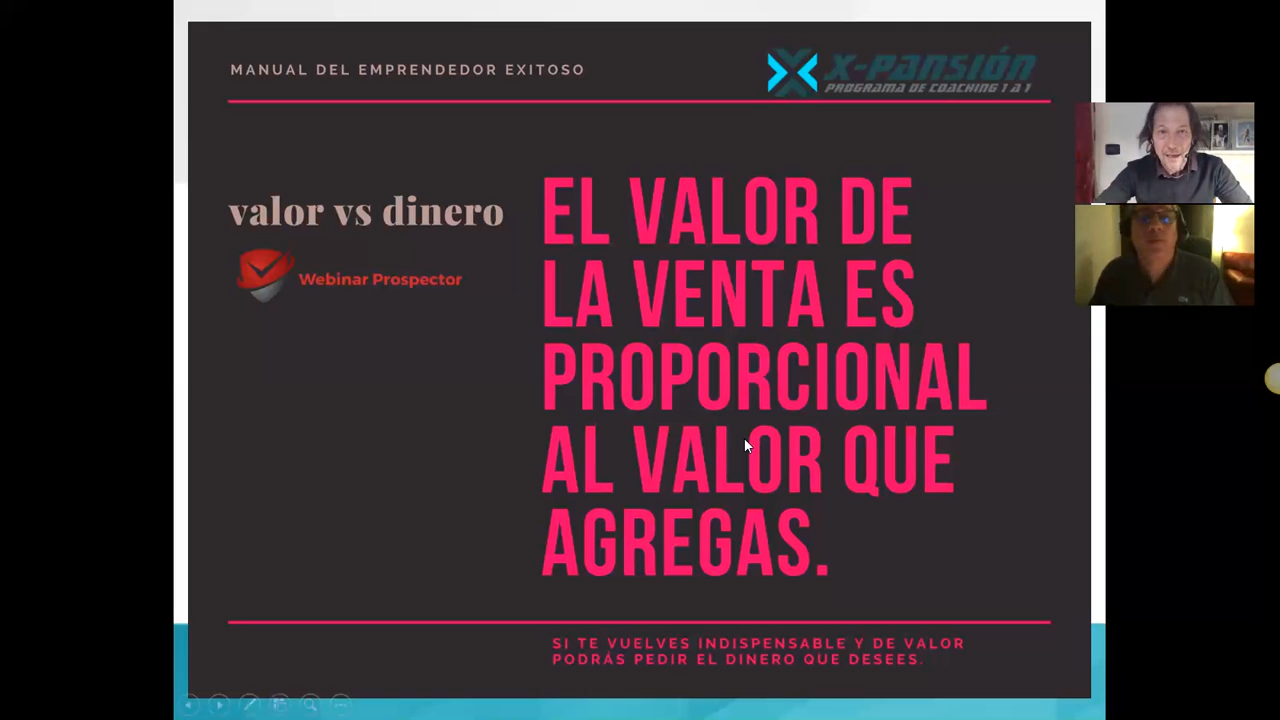 MANUAL DEL EMPRENDEDOR EXITOSO
X-PANSIÓN
PROGRAMA DE COACHING 1 A 1
valor vs dinero
Webinar Prospector
EL VALOR DE
LA VENTA ES
PROPORCIONAL
AL VALOR QUE
AGREGAS.
SI TE VUELVES INDISPENSABLE Y DE VALOR
PODRÁS PEDIR EL DINERO QUE DESEES.